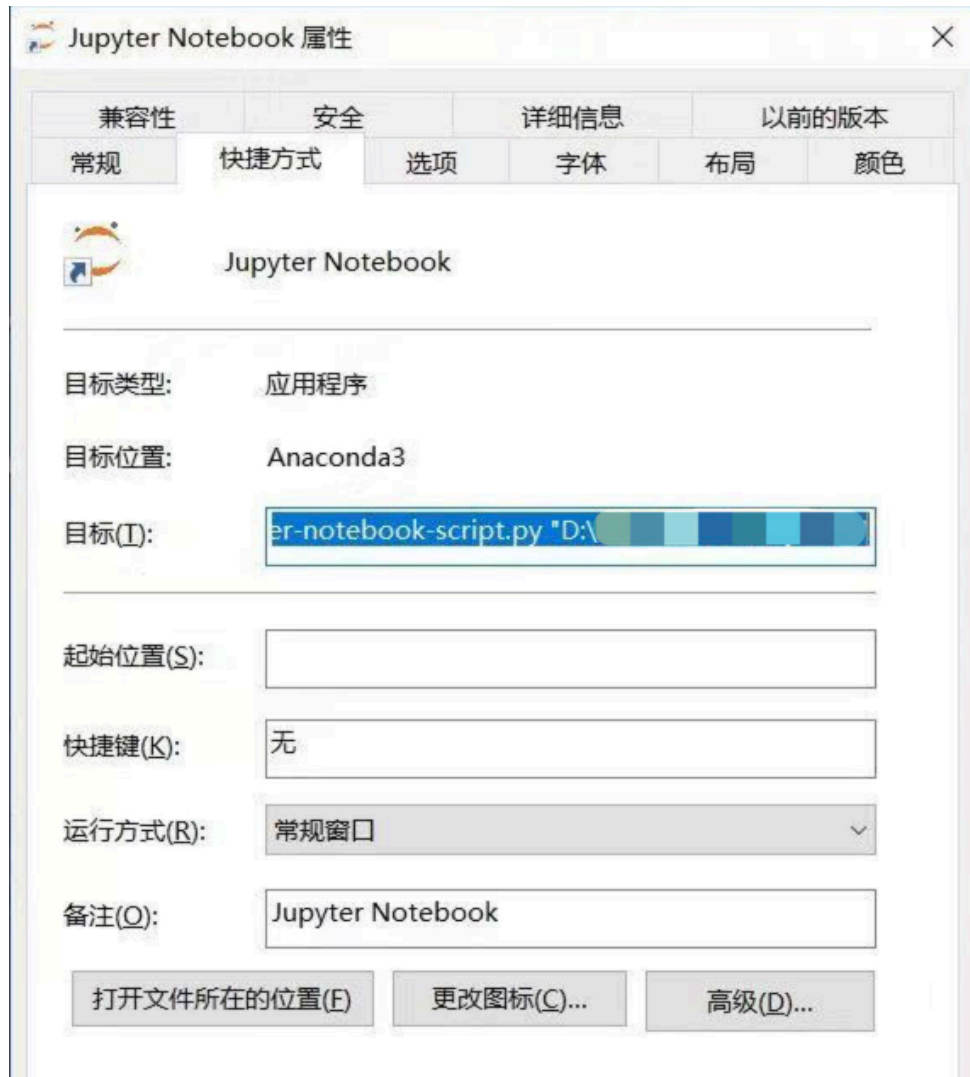 Jupyter Notebook 属性
兼容性 安全 详细信息 以前的版本
常规 快捷方式 选项 字体 布局 颜色
Jupyter Notebook
目标类型: 应用程序
目标位置: Anaconda3
目标(T): er-notebook-script.py "D:\
起始位置(S):
快捷键(K): 无
运行方式(R): 常规窗口
备注(O): Jupyter Notebook
打开文件所在的位置(F) 更改图标(C)... 高级(D)...